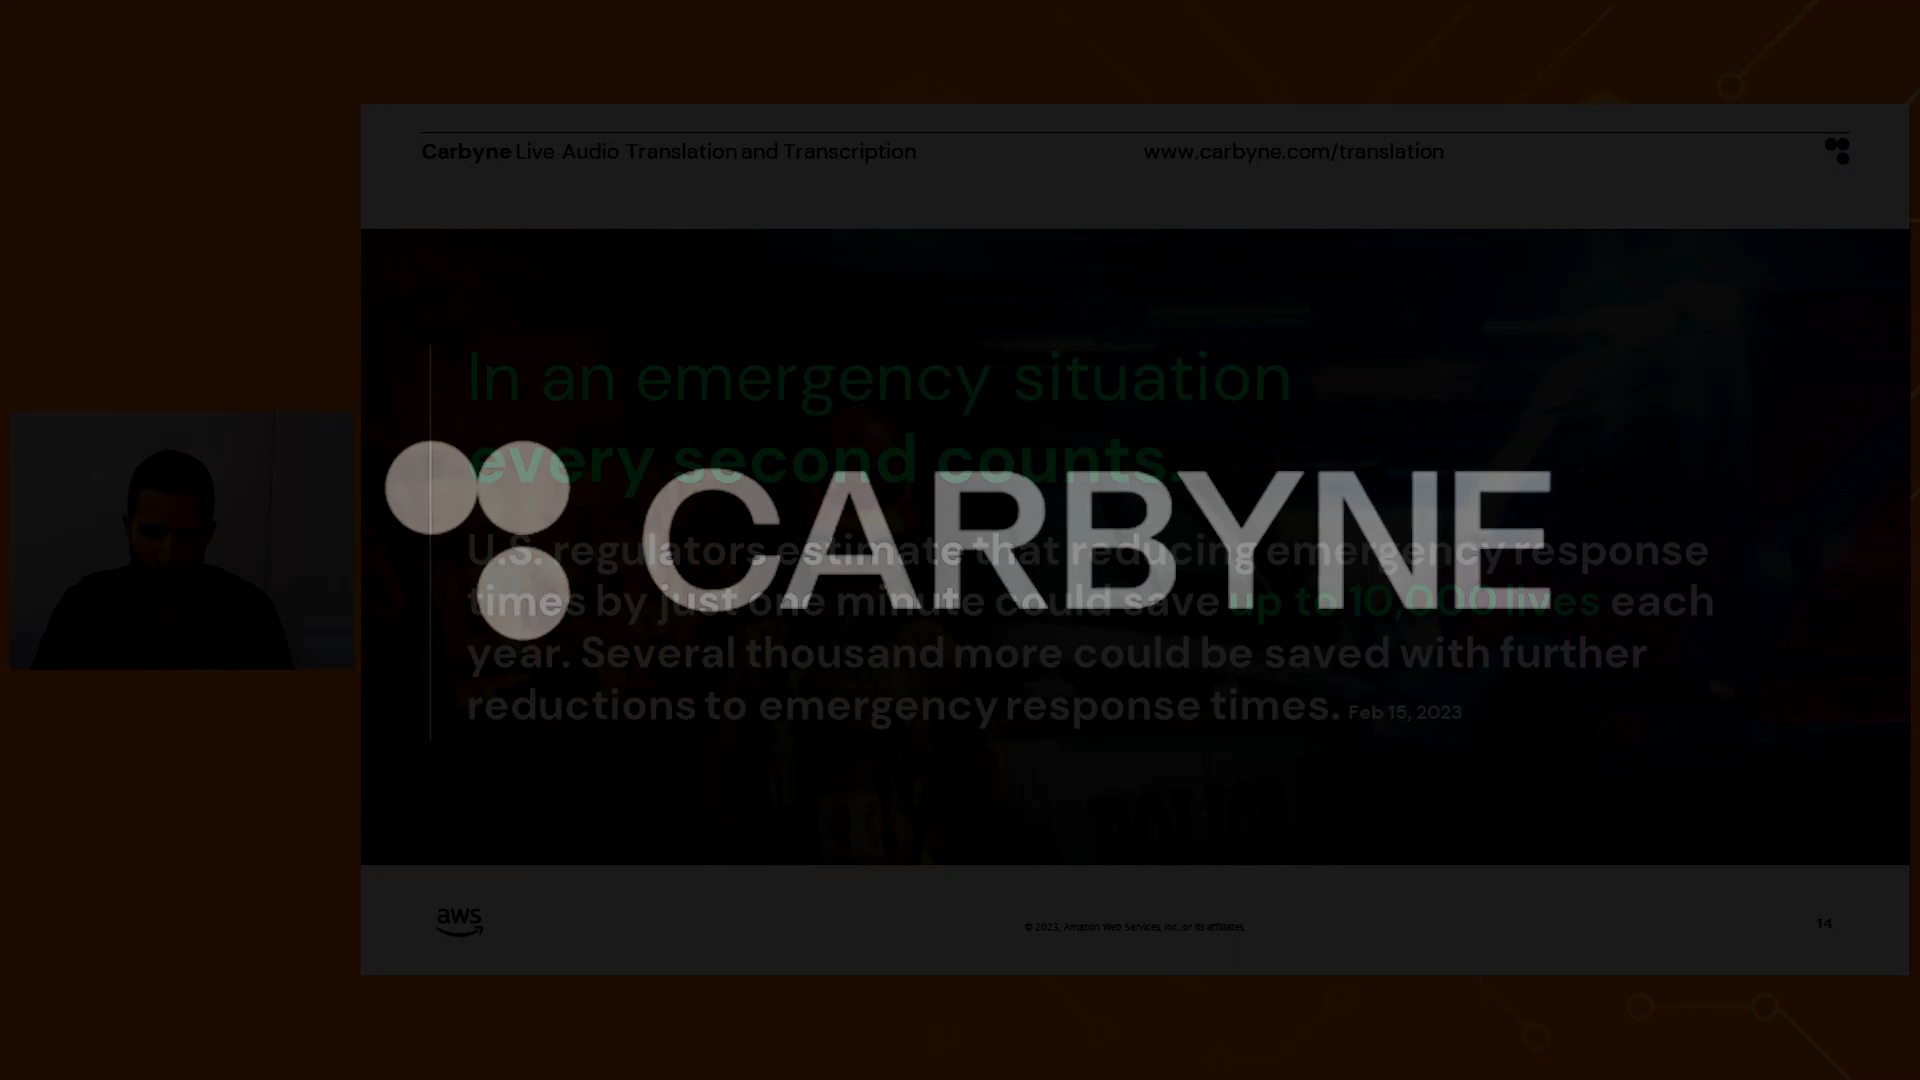 Carbyne Live Audio Translation and Transcription
www.carbyne.com/translation
In an emergency situation
every second counts.
CARBYNE
U.S. regulators estimate that reducing emergency response
times by just one minute could save up to 10,000 lives each
year. Several thousand more could be saved with further
reductions to emergency response times. Feb 15, 2023
POLICE
aws
© 2023, Amazon Web Services, Inc. or its affiliates.
14